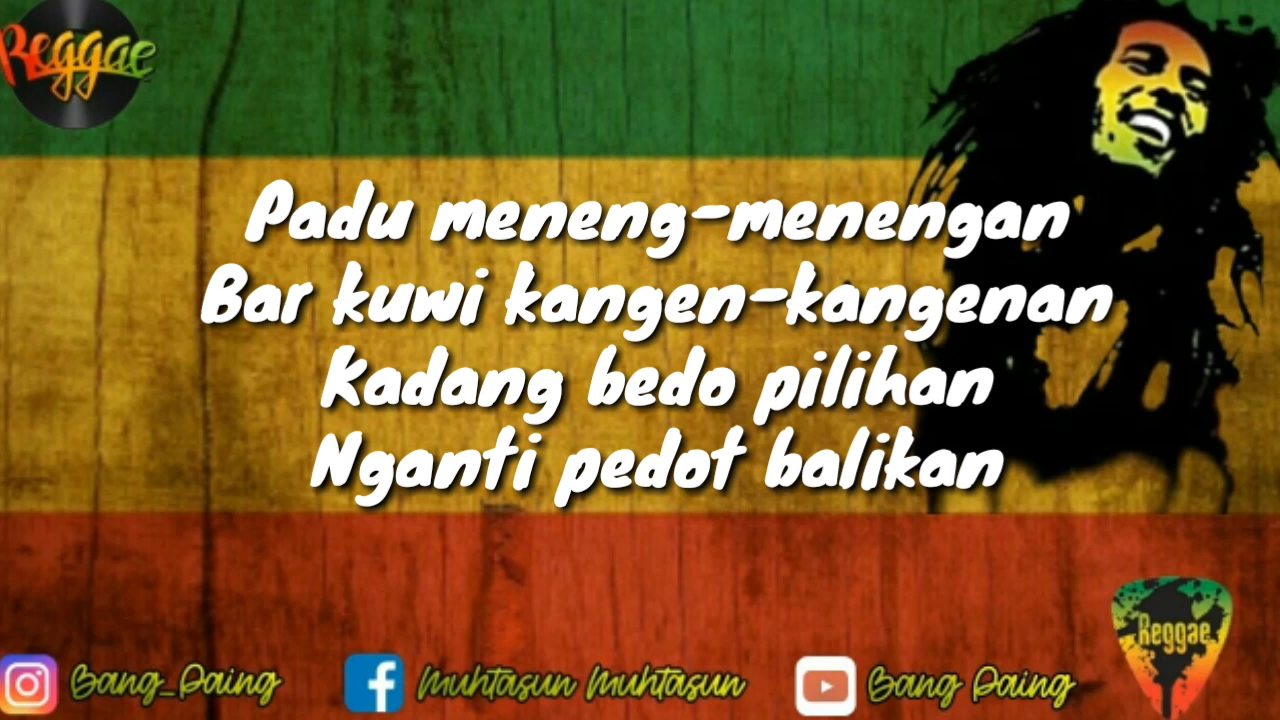 Reggae
Padu meneng-menengan
Bar kuwi kangen-kangenan
Kadang bedo pilihan
Nganti pedot balikan
Reggae
Bang_Paing
Muhtasun Muhtasun
Bang Paing